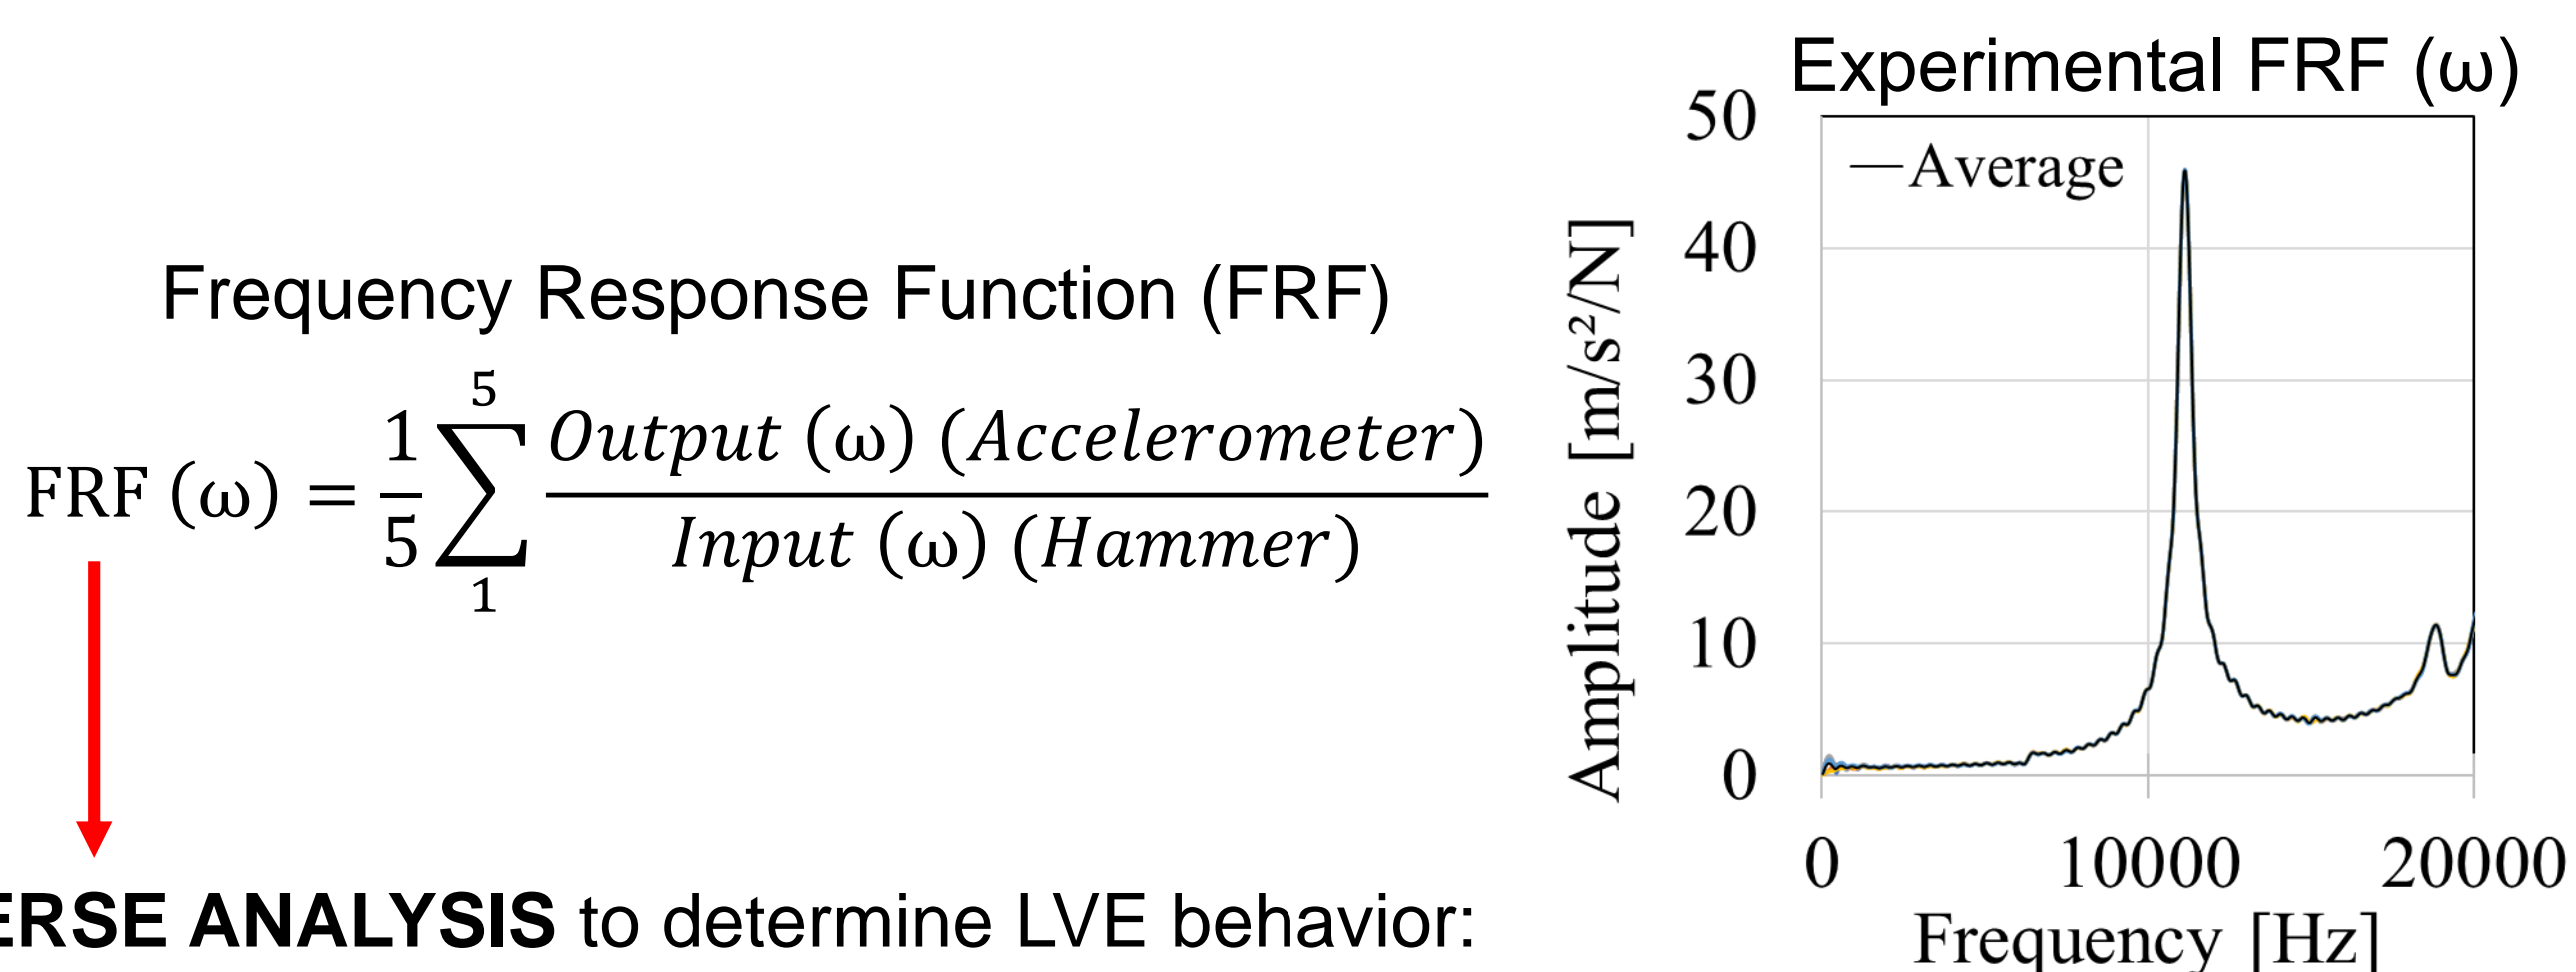 Frequency Response Function (FRF)
FRF (ω) = 1/5 ∑ 5 1 Output (ω) (Accelerometer) / Input (ω) (Hammer)
ERSE ANALYSIS to determine LVE behavior:
Experimental FRF (ω)
—Average
Amplitude [m/s²/N]
50
40
30
20
10
0
0 10000 20000
Frequency [Hz]